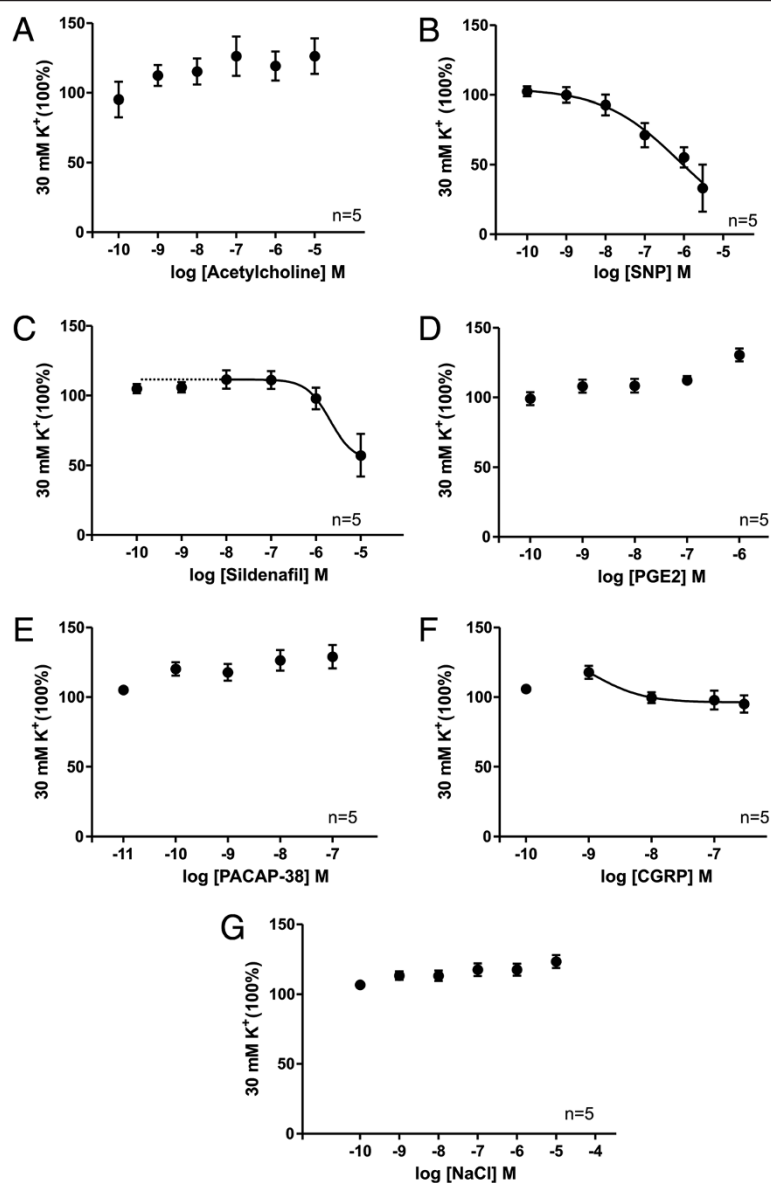 A
30 mM K+ (100%)
150
100
50
0
-10 -9 -8 -7 -6 -5
n=5
log [Acetylcholine] M
B
30 mM K+ (100%)
150
100
50
0
-10 -9 -8 -7 -6 -5
n=5
log [SNP] M
C
30 mM K+ (100%)
150
100
50
0
-10 -9 -8 -7 -6 -5
n=5
log [Sildenafil] M
D
30 mM K+ (100%)
150
100
50
0
-10 -9 -8 -7 -6
n=5
log [PGE2] M
E
30 mM K+ (100%)
150
100
50
0
-11 -10 -9 -8 -7
n=5
log [PACAP-38] M
F
30 mM K+ (100%)
150
100
50
0
-10 -9 -8 -7
n=5
log [CGRP] M
G
30 mM K+ (100%)
150
100
50
0
-10 -9 -8 -7 -6 -5 -4
n=5
log [NaCl] M